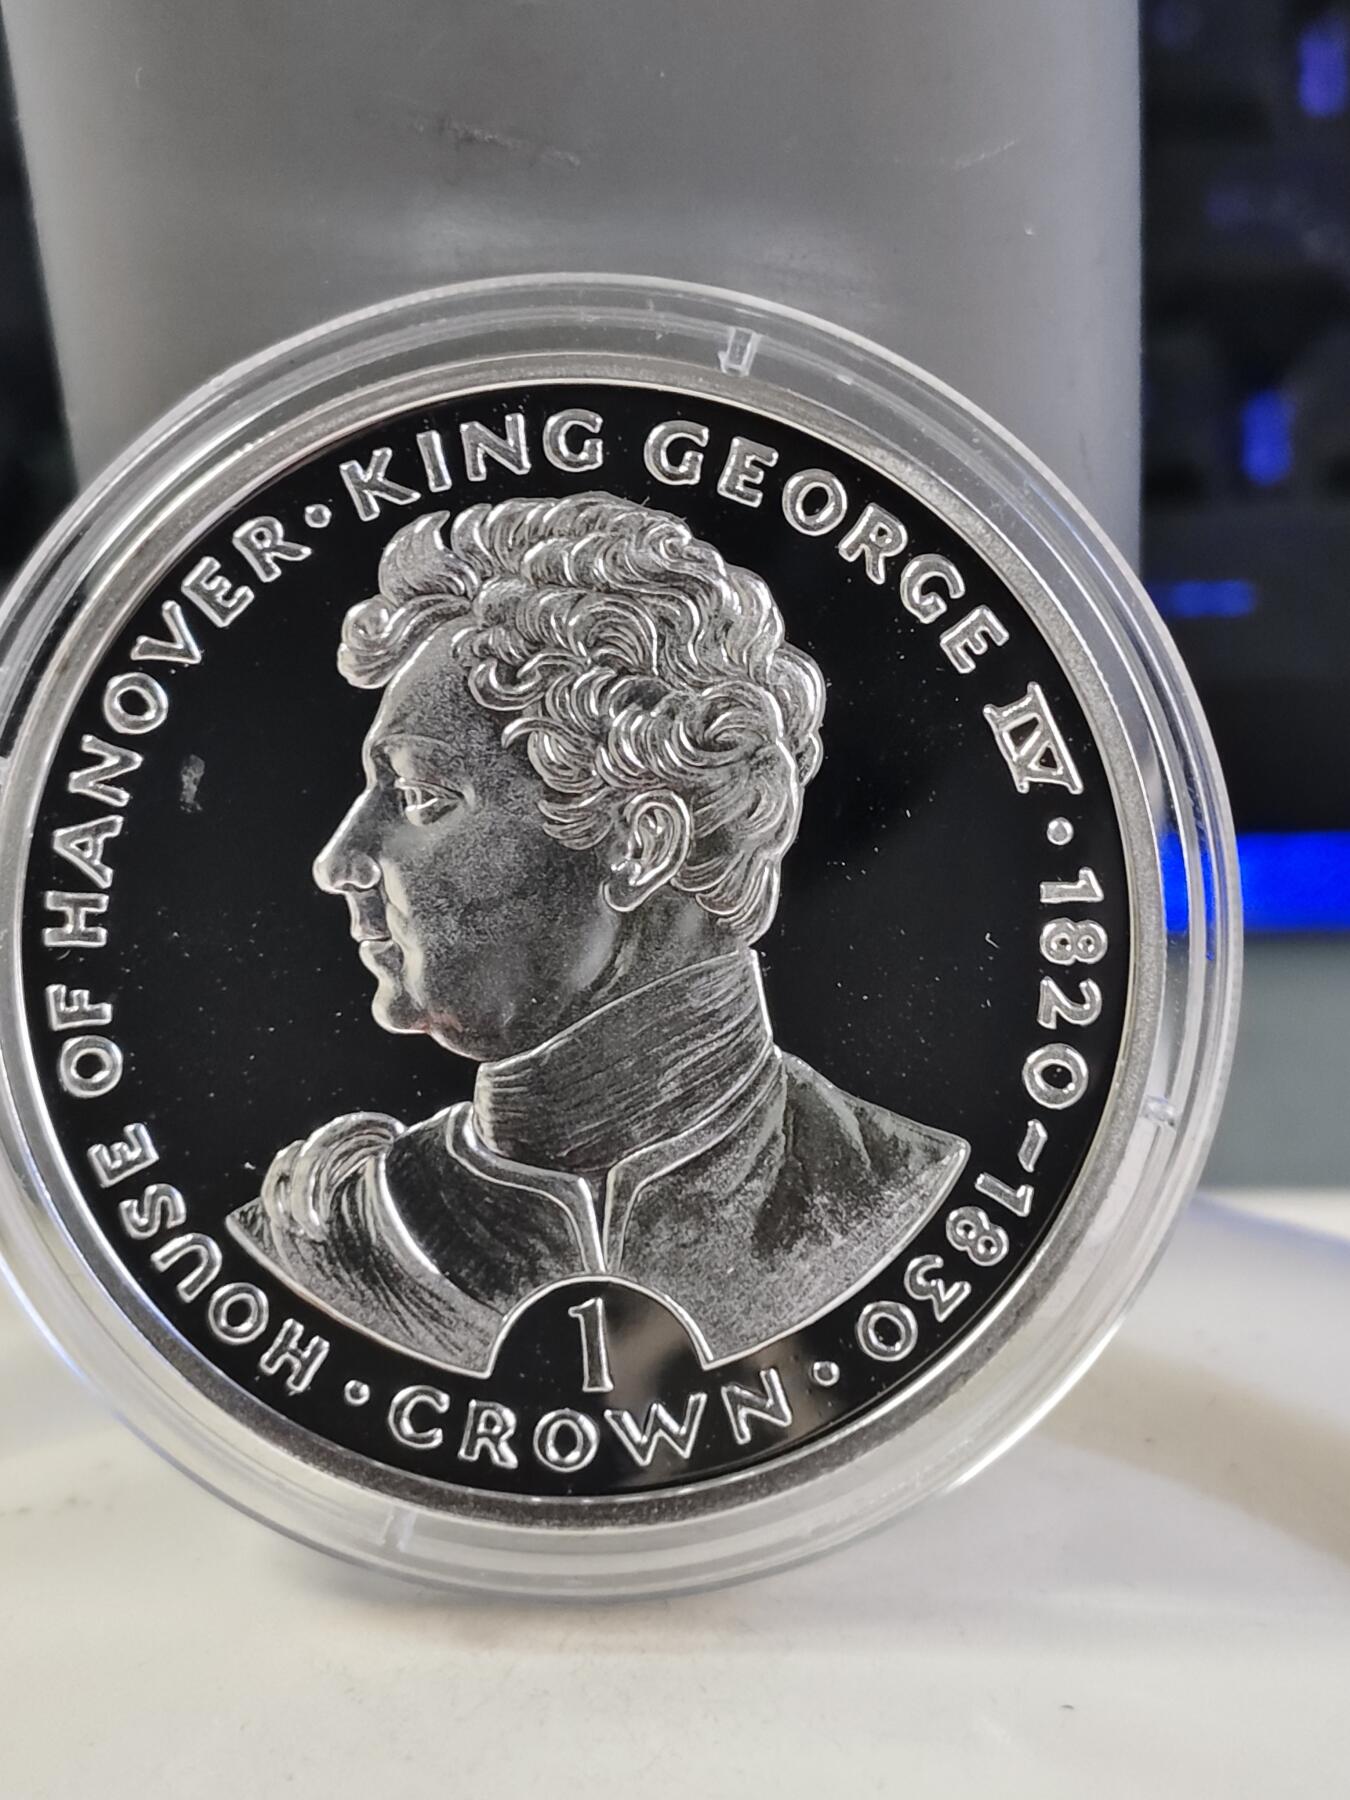 HOUSE OF HANOVER · KING GEORGE IV · 1820-1830
1
· CROWN ·